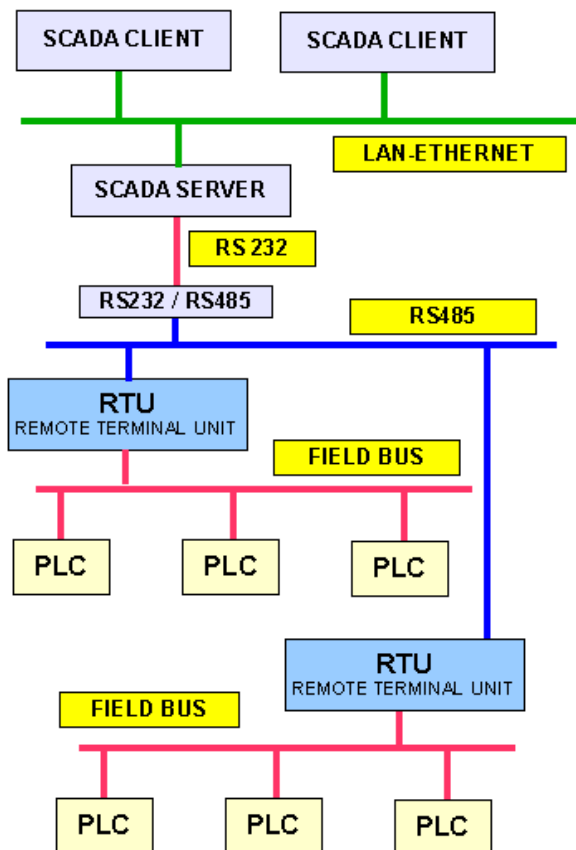 SCADA CLIENT
SCADA CLIENT
LAN-ETHERNET
SCADA SERVER
RS 232
RS232 / RS485
RS485
RTU
REMOTE TERMINAL UNIT
FIELD BUS
PLC
PLC
PLC
RTU
REMOTE TERMINAL UNIT
FIELD BUS
PLC
PLC
PLC